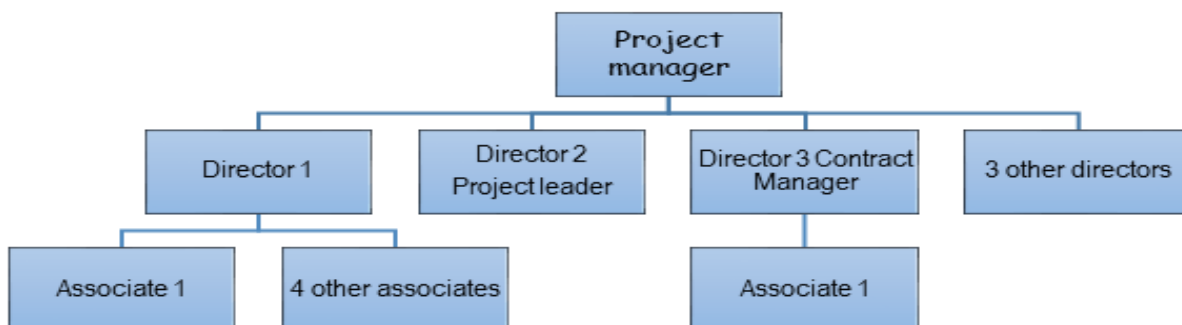 Project
manager
Director 1
Director 2
Project leader
Director 3 Contract
Manager
3 other directors
Associate 1
4 other associates
Associate 1